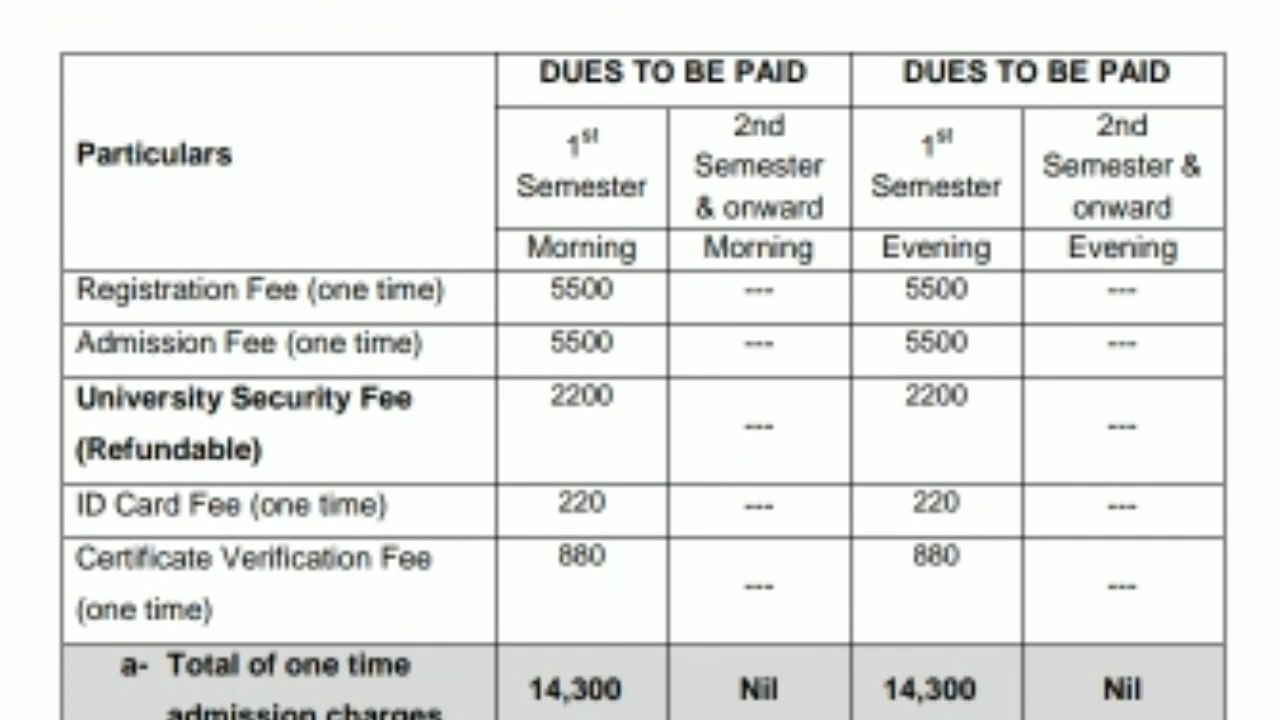 DUES TO BE PAID DUES TO BE PAID
Particulars
1st Semester 2nd Semester & onward 1st Semester 2nd Semester & onward
Morning Morning Evening Evening
Registration Fee (one time) 5500 --- 5500 ---
Admission Fee (one time) 5500 --- 5500 ---
University Security Fee (Refundable) 2200 --- 2200 ---
ID Card Fee (one time) 220 --- 220 ---
Certificate Verification Fee (one time) 880 --- 880 ---
a- Total of one time admission charges 14,300 Nil 14,300 Nil